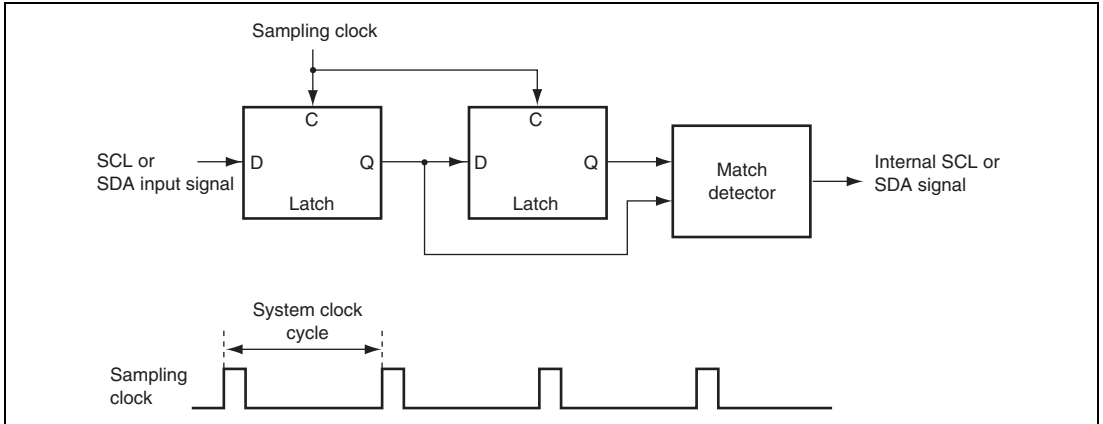 Sampling clock
C
C
SCL or
SDA input signal
D
Q
Latch
D
Q
Latch
Match
detector
Internal SCL or
SDA signal
System clock
cycle
Sampling
clock